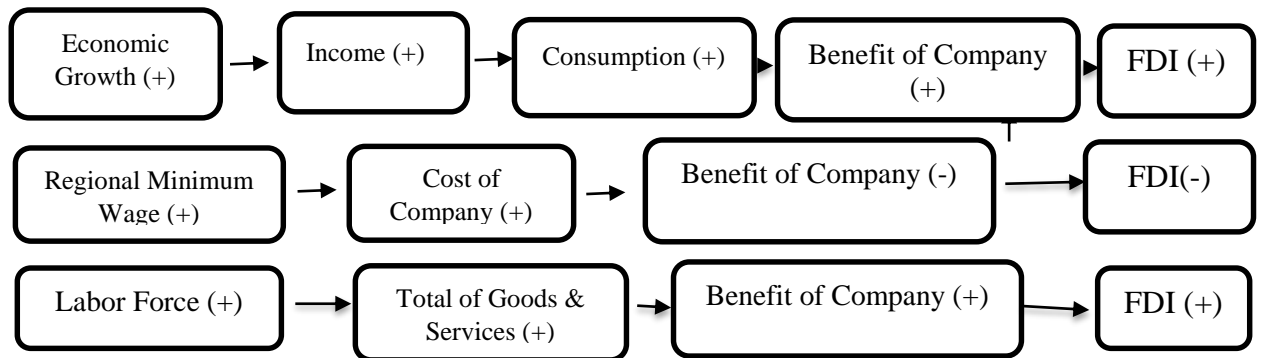 Economic
Growth (+)
Income (+)
Consumption (+)
Benefit of Company
(+)
FDI (+)
Regional Minimum
Wage (+)
Cost of
Company (+)
Benefit of Company (-)
FDI(-)
Labor Force (+)
Total of Goods &
Services (+)
Benefit of Company (+)
FDI (+)